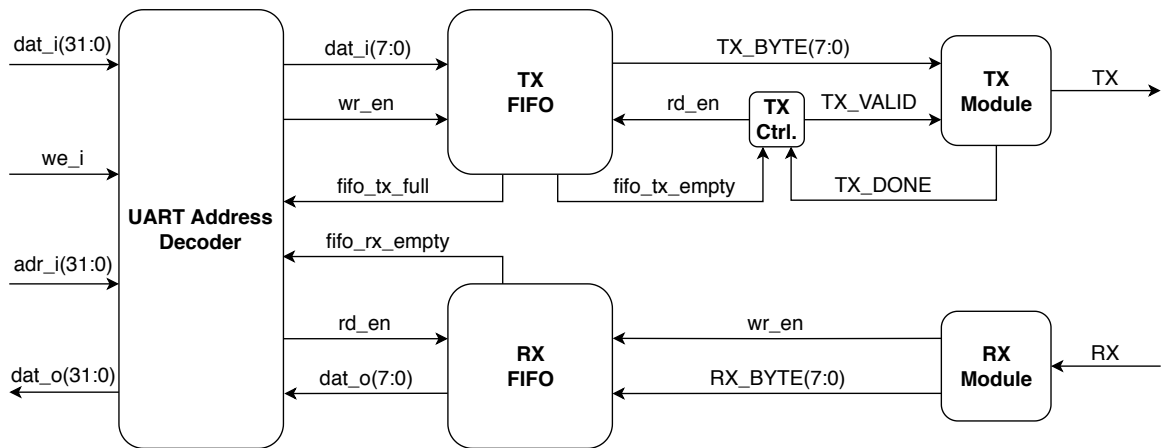 dat_i(31:0)
we_i
adr_i(31:0)
dat_o(31:0)
UART Address
Decoder
dat_i(7:0)
wr_en
fifo_tx_full
fifo_rx_empty
rd_en
dat_o(7:0)
TX
FIFO
RX
FIFO
TX_BYTE(7:0)
rd_en
TX
Ctrl.
TX_VALID
fifo_tx_empty
TX_DONE
wr_en
RX_BYTE(7:0)
TX
Module
TX
RX
Module
RX